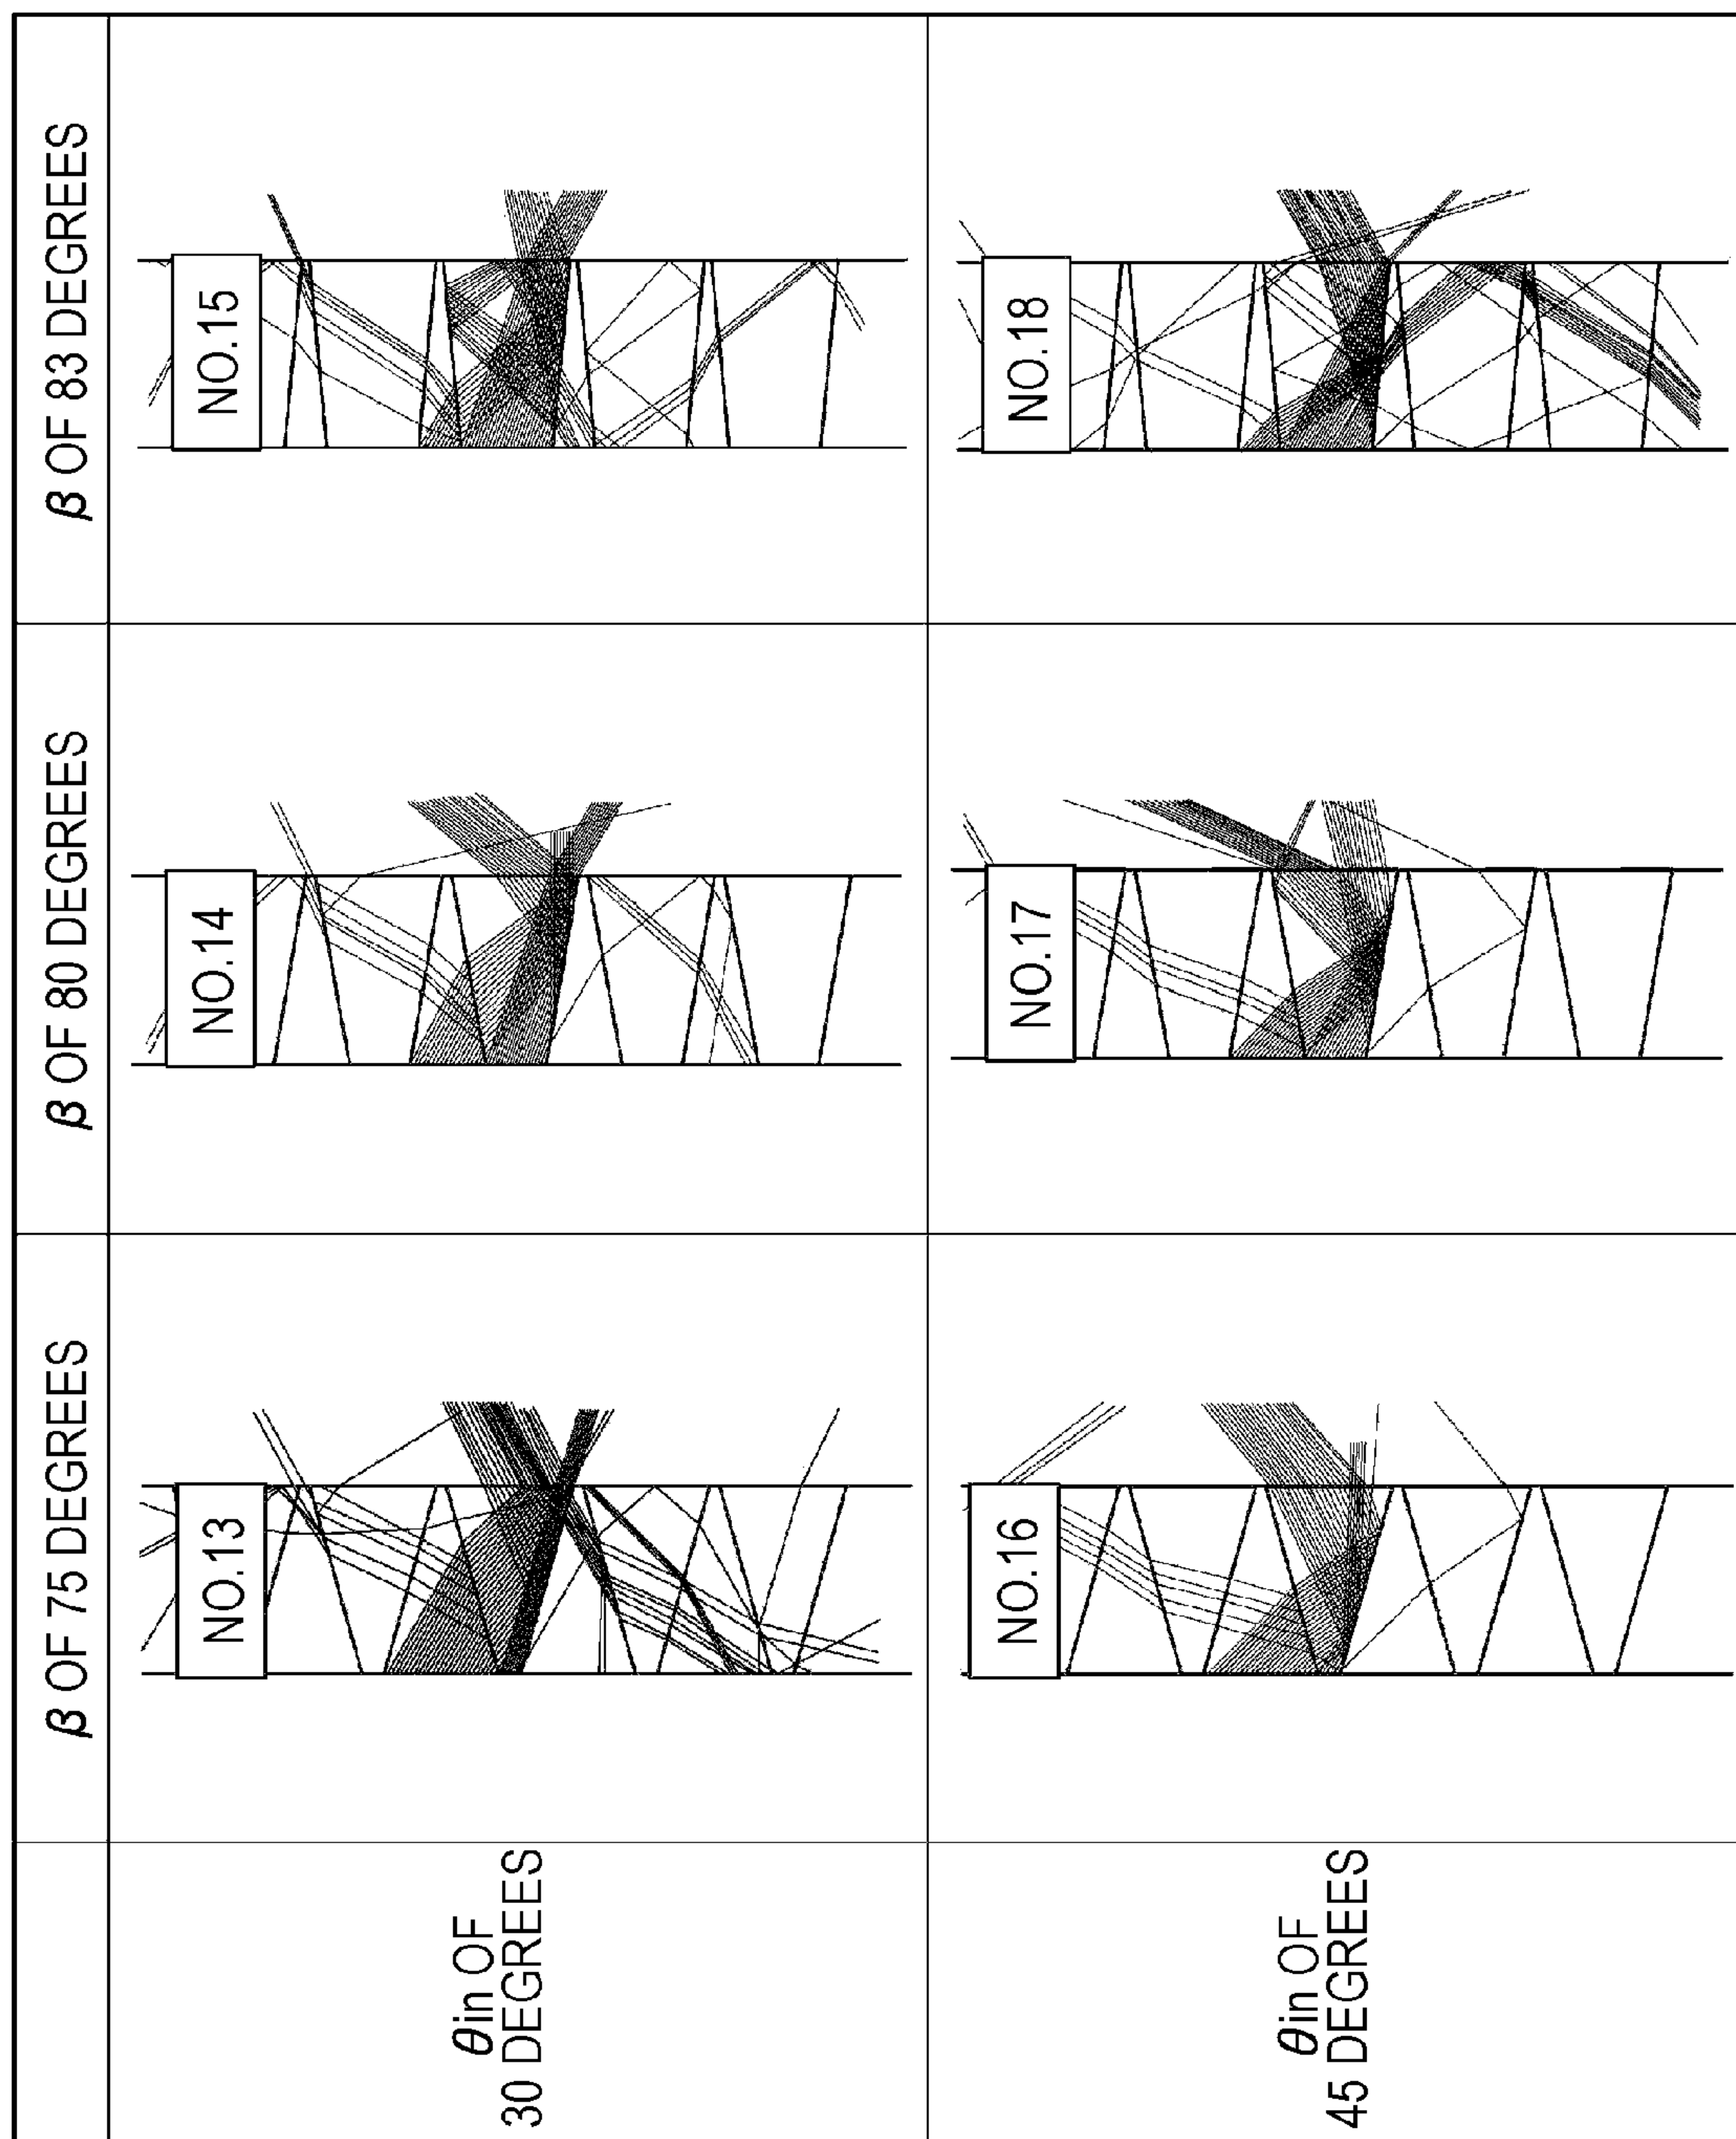 β OF 75 DEGREES
β OF 80 DEGREES
β OF 83 DEGREES
θin OF
30 DEGREES
NO.13
NO.14
NO.15
θin OF
45 DEGREES
NO.16
NO.17
NO.18